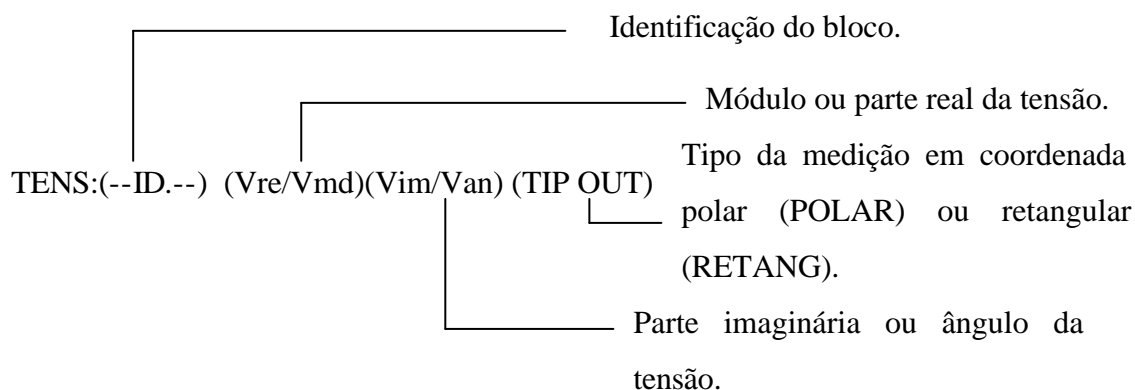 Identificação do bloco.
Módulo ou parte real da tensão.
Tipo da medição em coordenada
TENS:(--ID.--) (Vre/Vmd)(Vim/Van) (TIP OUT)
polar (POLAR) ou retangular
(RETANG).
Parte imaginária ou ângulo da
tensão.